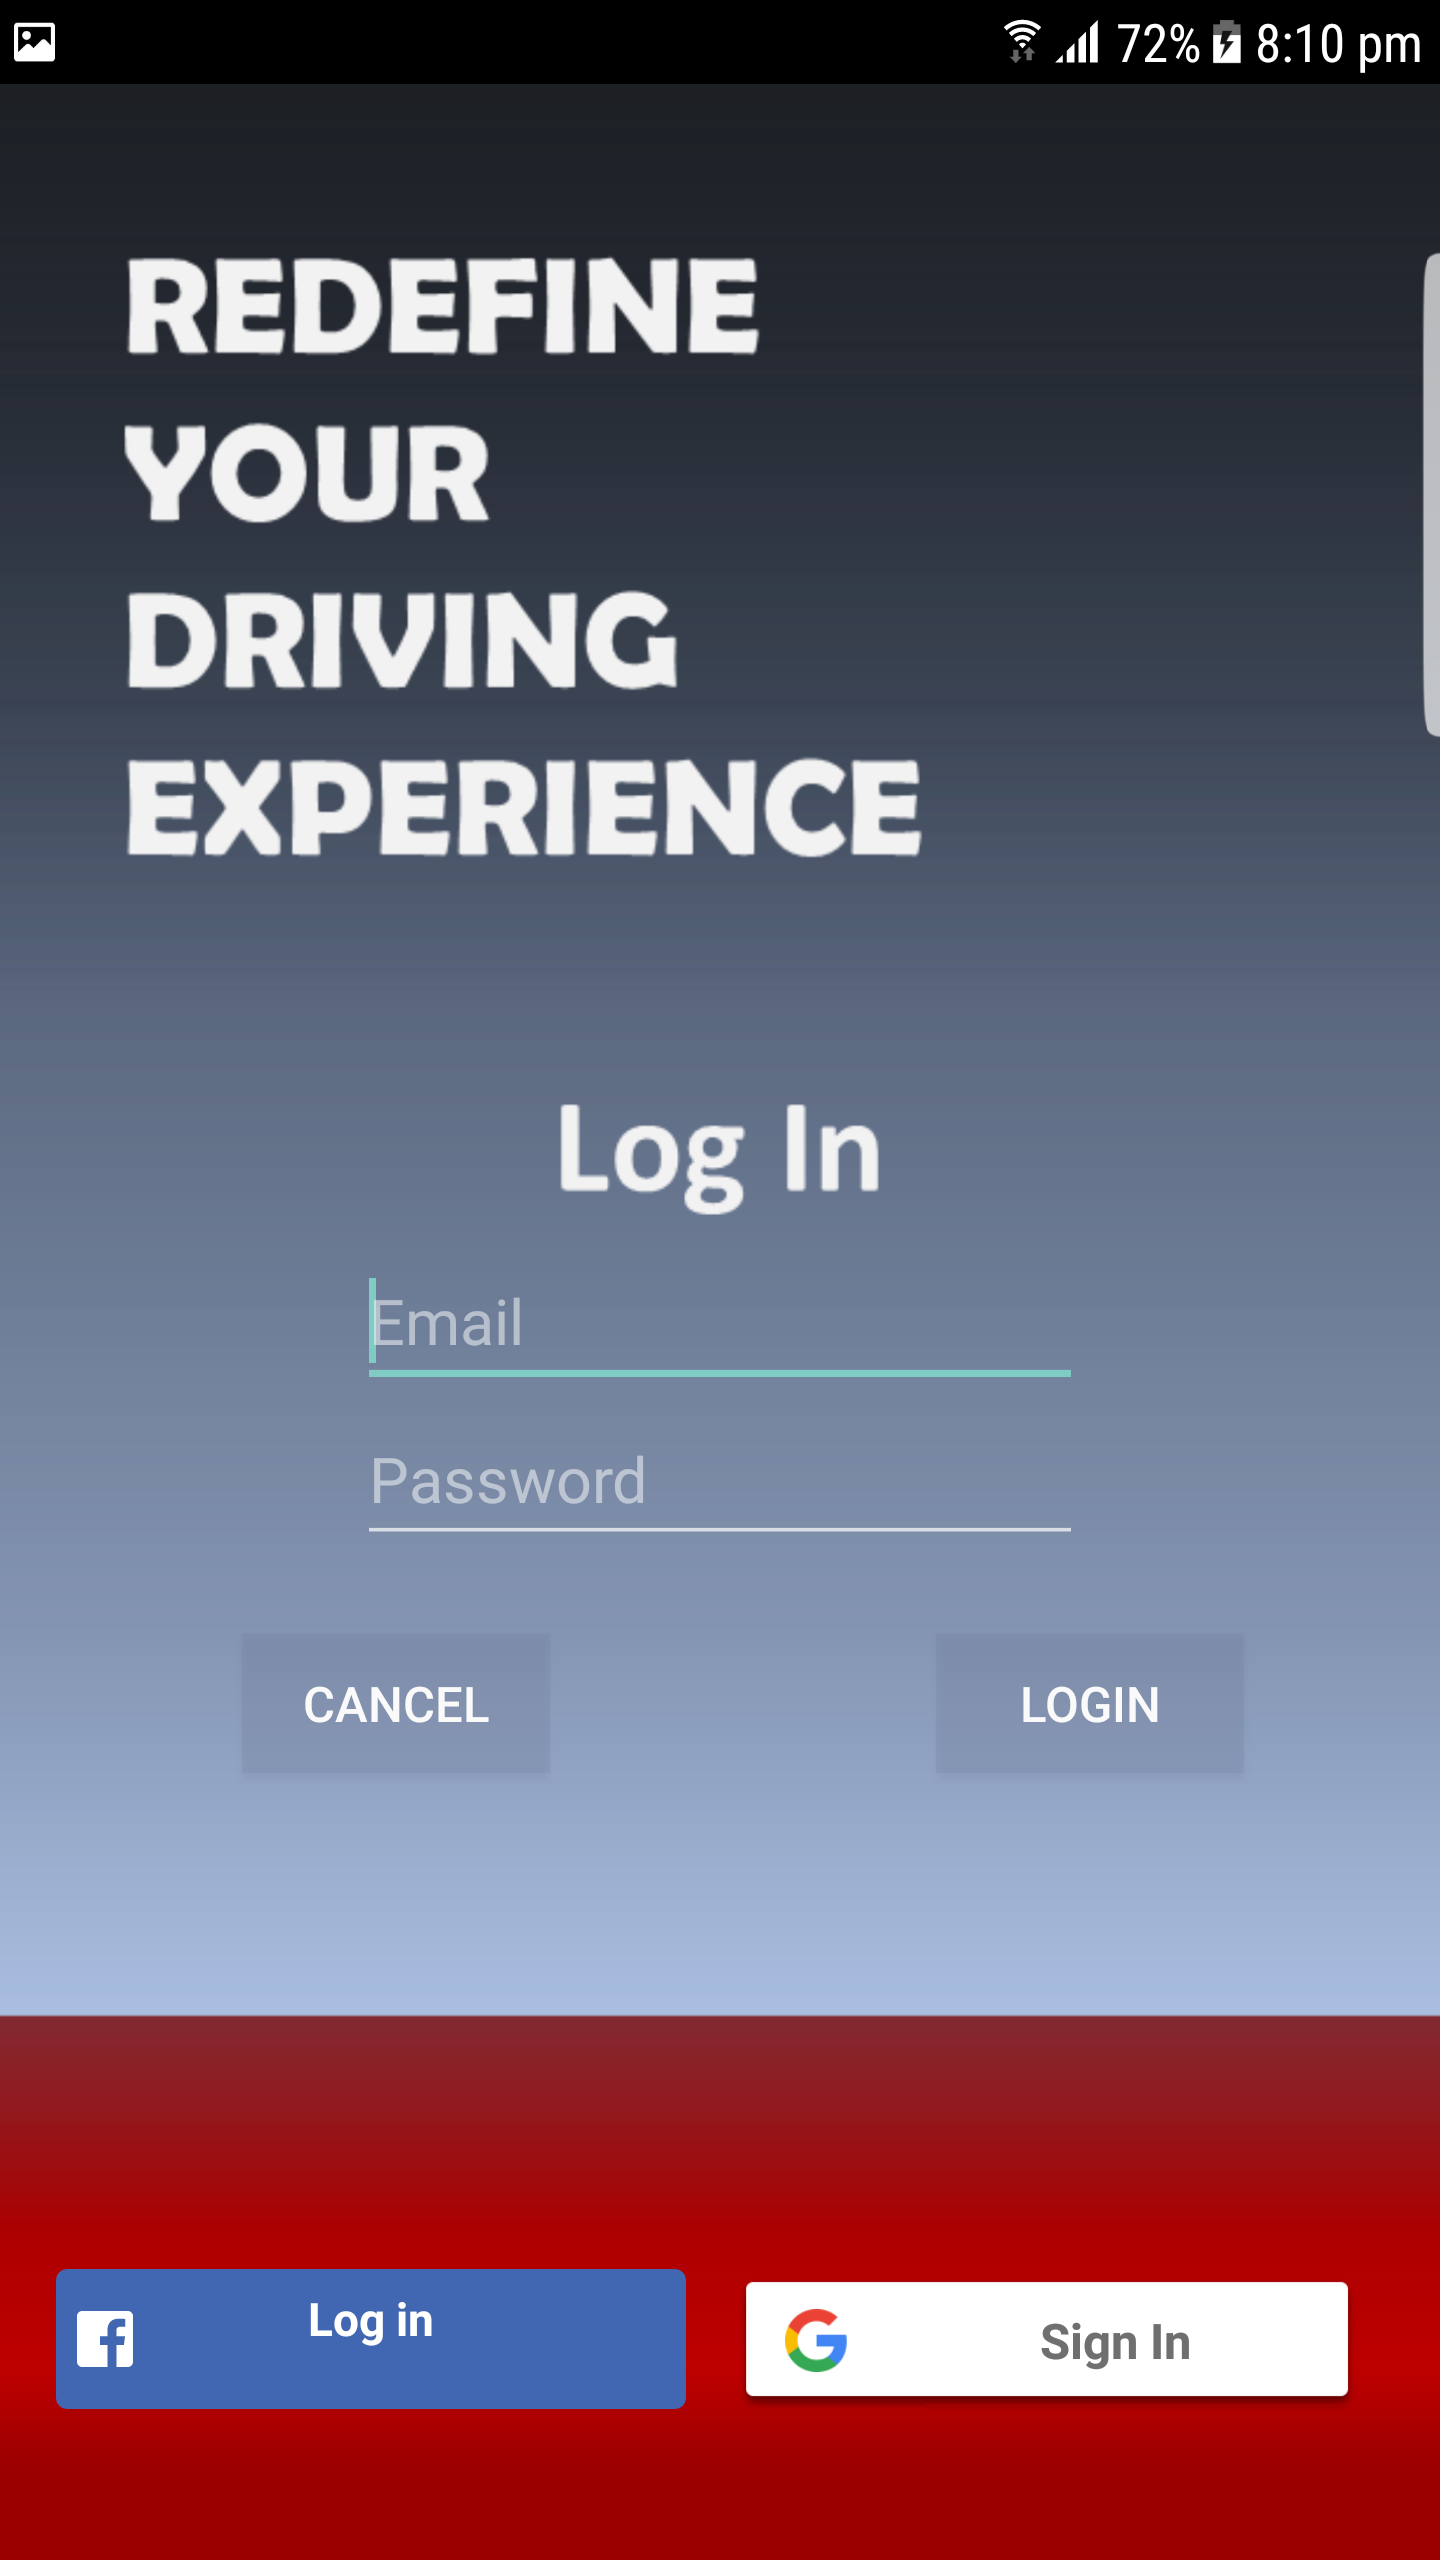 72% 8:10 pm
REDEFINE
YOUR
DRIVING
EXPERIENCE
Log In
Email
Password
CANCEL LOGIN
Log in Sign In